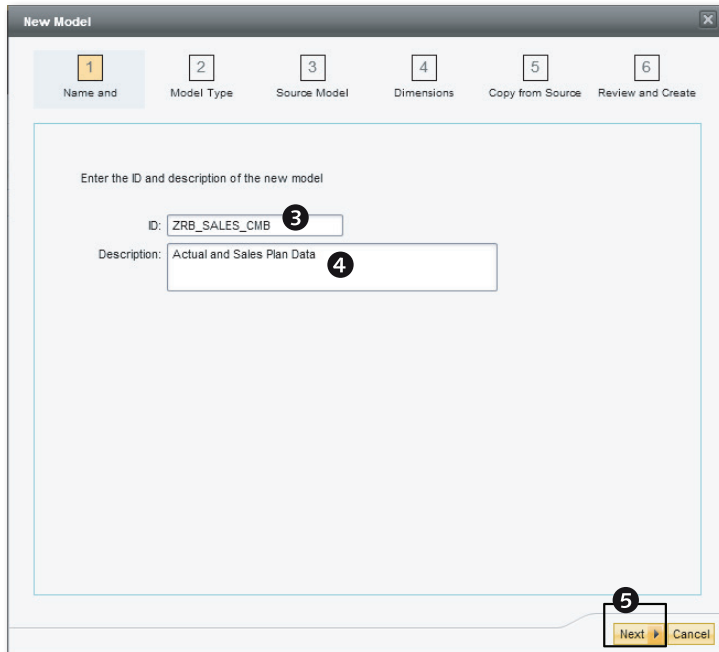 New Model
1 2 3 4 5 6
Name and Model Type Source Model Dimensions Copy from Source Review and Create
Enter the ID and description of the new model
ID: ZRB_SALES_CMB 3
Description: Actual and Sales Plan Data 4
5
Next Cancel